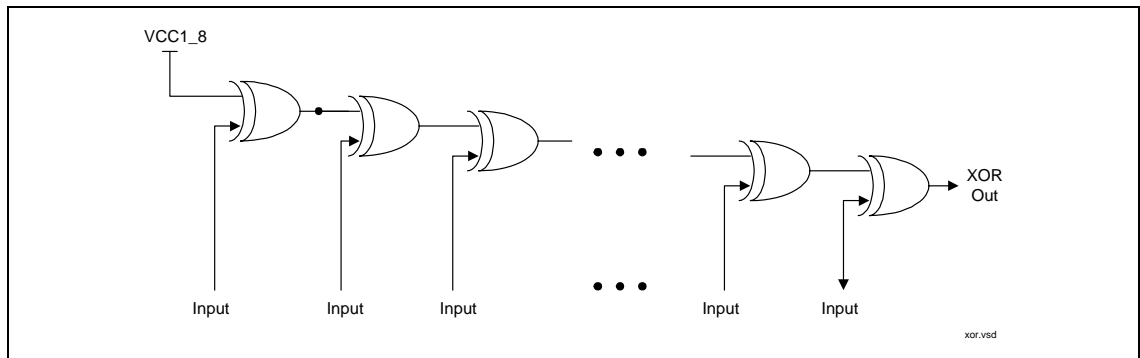 VCC1_8
XOR
Out
Input
Input
Input
Input
Input
xor.vsd